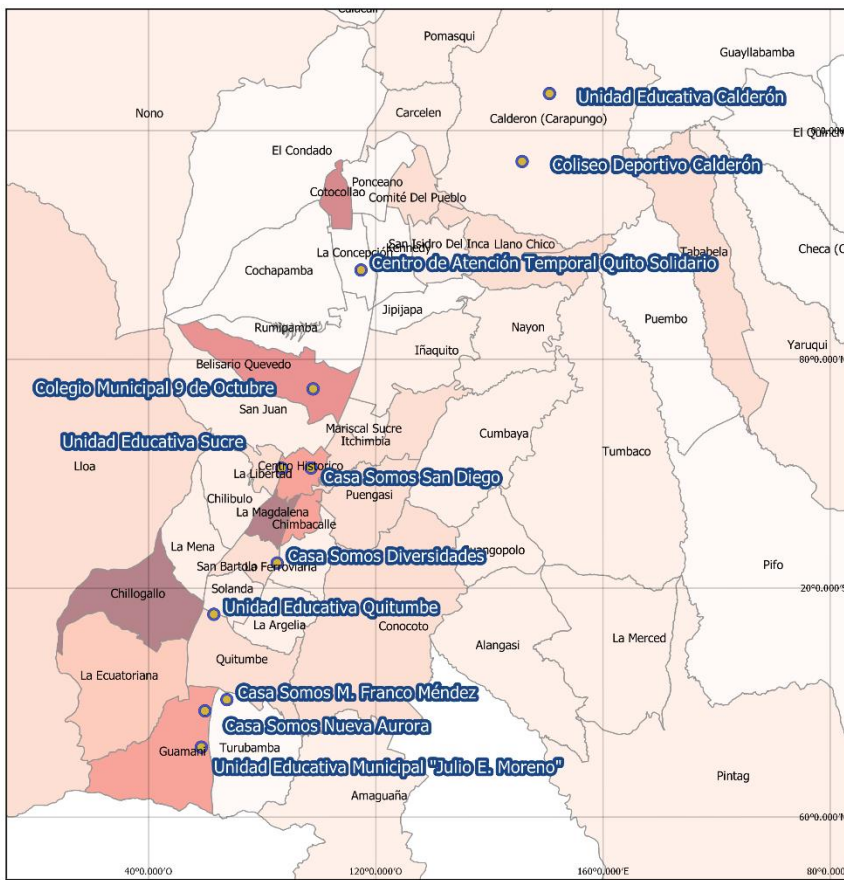 Calacalí
Pomasqui
Guayllabamba
Unidad Educativa Calderón
Nono
Carcelen
Calderon (Carapungo)
El Quinche
El Condado
Ponceano
Coliseo Deportivo Calderón
Cotocollao
Comité Del Pueblo
Kennedy
San Isidro Del Inca
Llano Chico
La Concepción
Tababela
Checa (C
Centro de Atención Temporal Quito Solidario
Cochapamba
Jipijapa
Puembo
Rumipamba
Nayon
Iñaquito
Yaruqui
Belisario Quevedo
80°0.000'N
Colegio Municipal 9 de Octubre
San Juan
Mariscal Sucre
Itchimbia
Cumbaya
Unidad Educativa Sucre
Tumbaco
Lloa
Centro Historico
La Libertad
Casa Somos San Diego
Puengasi
Chilibulo
La Magdalena
Chimbacalle
La Mena
Casa Somos Diversidades
San Bartolo
La Ferroviaria
Pifo
Chillogallo
Solanda
20°0.000'S
Unidad Educativa Quitumbe
La Argelia
Conocoto
Alangasi
La Merced
Quitumbe
La Ecuatoriana
Casa Somos M. Franco Méndez
Casa Somos Nueva Aurora
Guamaní
Turubamba
Unidad Educativa Municipal "Julio E. Moreno"
Pintag
Amaguaña
60°0.000'
40°0.000'O
120°0.000'O
160°0.000'E
80°0.000'